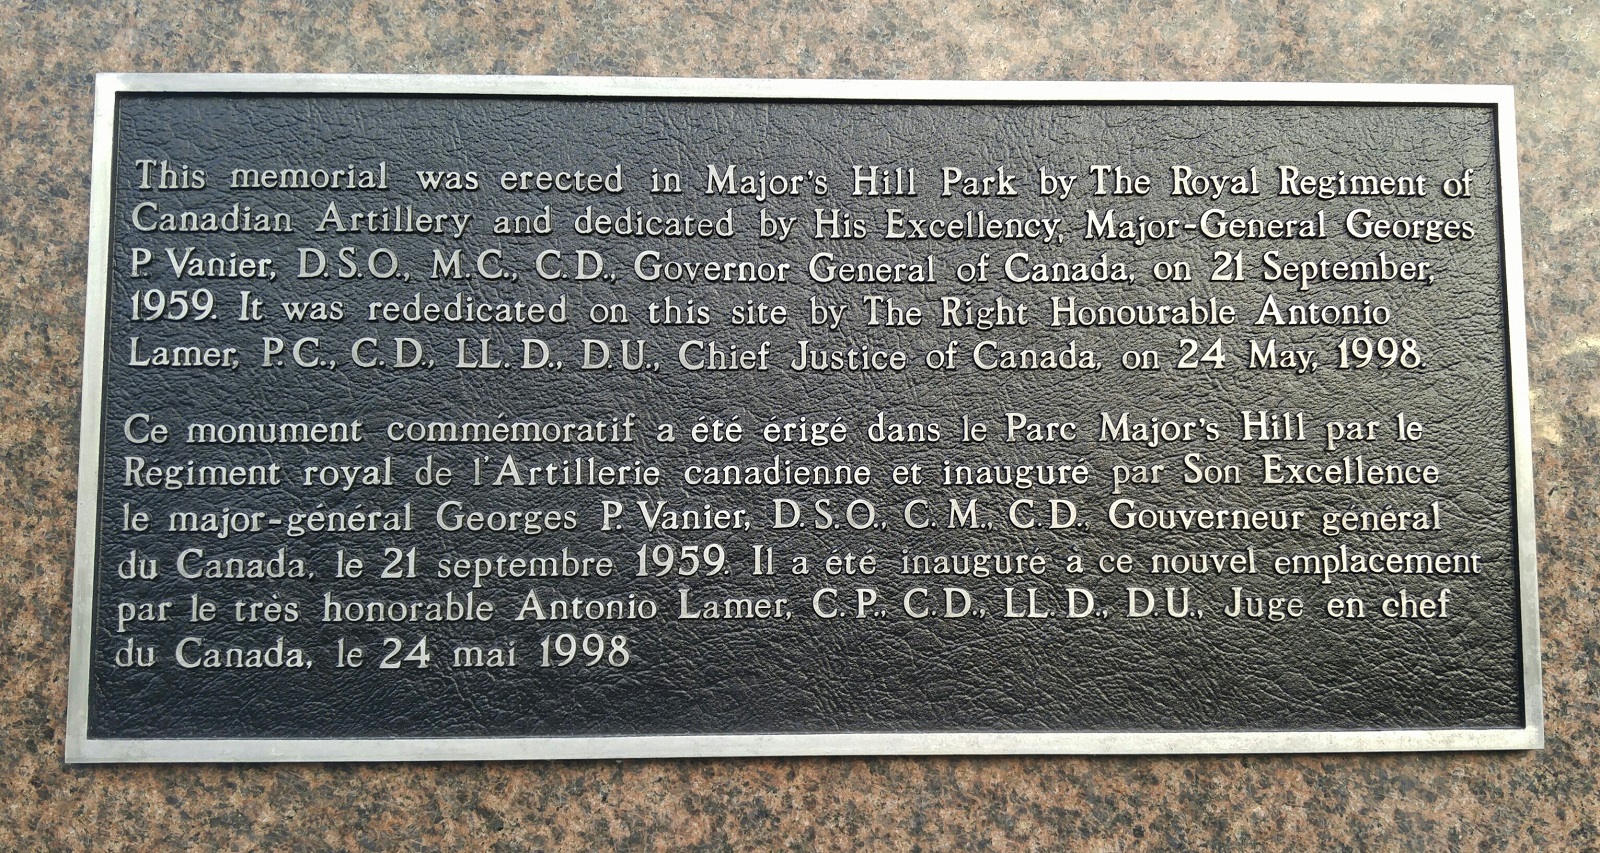 This memorial was erected in Major's Hill Park by The Royal Regiment of
Canadian Artillery and dedicated by His Excellency, Major-General Georges
P. Vanier, D.S.O., M.C., C.D., Governor General of Canada, on 21 September,
1959. It was rededicated on this site by The Right Honourable Antonio
Lamer, P.C., C.D., LL.D., D.U., Chief Justice of Canada, on 24 May, 1998.
Ce monument commémoratif a été érigé dans le Parc Major's Hill par le
Régiment royal de l'Artillerie canadienne et inauguré par Son Excellence
le major-général Georges P. Vanier, D.S.O., C.M., C.D., Gouverneur général
du Canada, le 21 septembre 1959. Il a été inauguré à ce nouvel emplacement
par le très honorable Antonio Lamer, C.P., C.D., LL.D., D.U., Juge en chef
du Canada, le 24 mai 1998